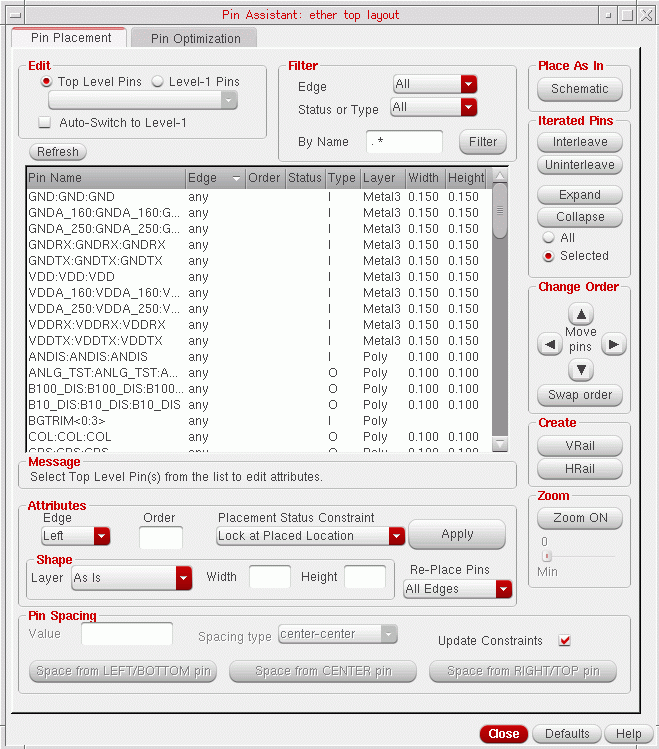 Pin Assistant: ether top layout
Pin Placement
Pin Optimization
Edit
Top Level Pins
Level-1 Pins
Auto-Switch to Level-1
Refresh
Filter
Edge
All
Status or Type
All
By Name
.*
Filter
Place As In
Schematic
Iterated Pins
Interleave
Uninterleave
Expand
Collapse
All
Selected
Change Order
Move
pins
Swap order
Create
VRail
HRail
Zoom
Zoom ON
0
Min
Pin Name Edge Order Status Type Layer Width Height
GND:GND:GND any I Metal3 0.150 0.150
GNDA_160:GNDA_160:G... any I Metal3 0.150 0.150
GNDA_250:GNDA_250:G... any I Metal3 0.150 0.150
GNDRX:GNDRX:GNDRX any I Metal3 0.150 0.150
GNDTX:GNDTX:GNDTX any I Metal3 0.150 0.150
VDD:VDD:VDD any I Metal3 0.150 0.150
VDDA_160:VDDA_160:V... any I Metal3 0.150 0.150
VDDA_250:VDDA_250:V... any I Metal3 0.150 0.150
VDDRX:VDDRX:VDDRX any I Metal3 0.150 0.150
VDDTX:VDDTX:VDDTX any I Metal3 0.150 0.150
ANDIS:ANDIS:ANDIS any I Poly 0.100 0.100
ANLG_TST:ANLG_TST:A... any O Poly 0.100 0.100
B100_DIS:B100_DIS:B100... any O Poly 0.100 0.100
B10_DIS:B10_DIS:B10_DIS any O Poly 0.100 0.100
BGTRIM<0:3> any I Poly
COL:COL:COL any O Poly 0.100 0.100
CRS:CRS:CRS any O Poly 0.100 0.100
Message
Select Top Level Pin(s) from the list to edit attributes.
Attributes
Edge
Left
Order
Placement Status Constraint
Lock at Placed Location
Apply
Shape
Layer
As Is
Width
Height
Re-Place Pins
All Edges
Pin Spacing
Value
Spacing type
center-center
Update Constraints
Space from LEFT/BOTTOM pin
Space from CENTER pin
Space from RIGHT/TOP pin
Close
Defaults
Help